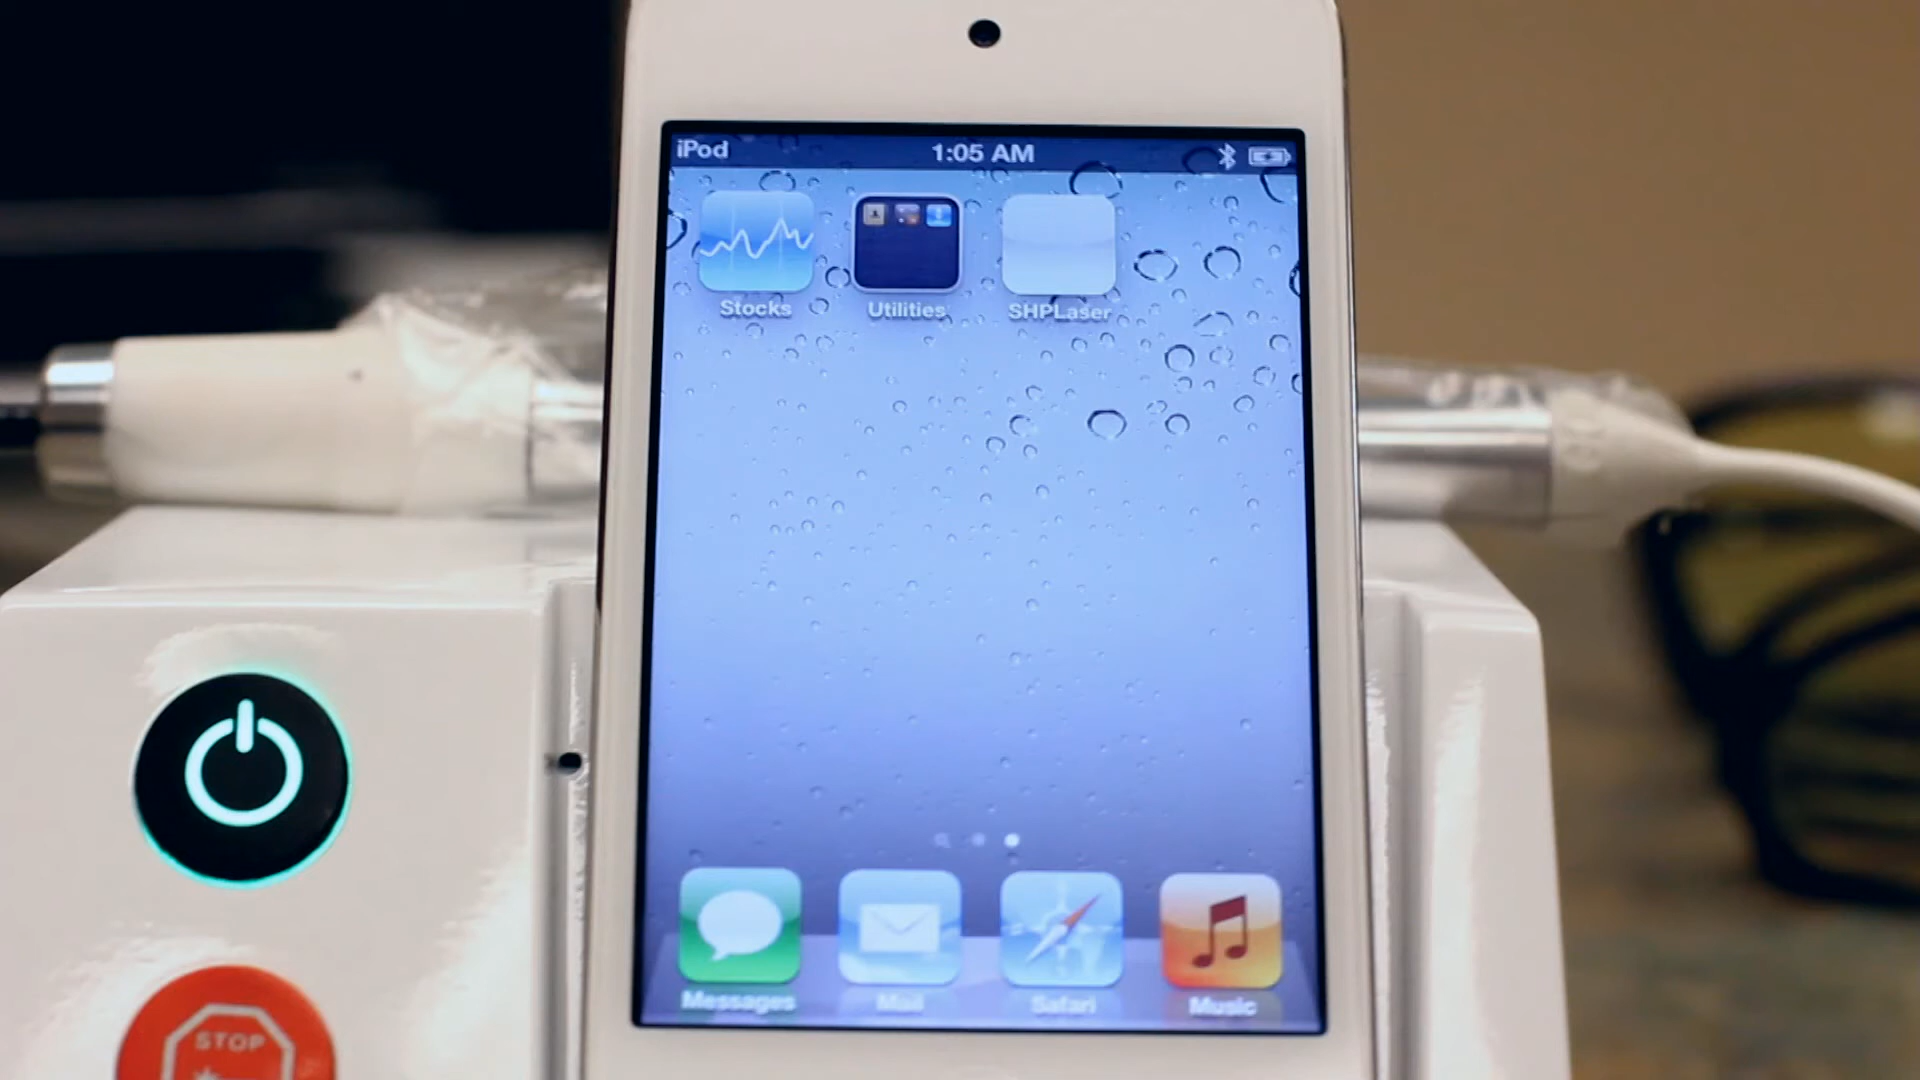 iPod 1:05 AM
Stocks Utilities SHPLaser
Messages Mail Safari Music
STOP